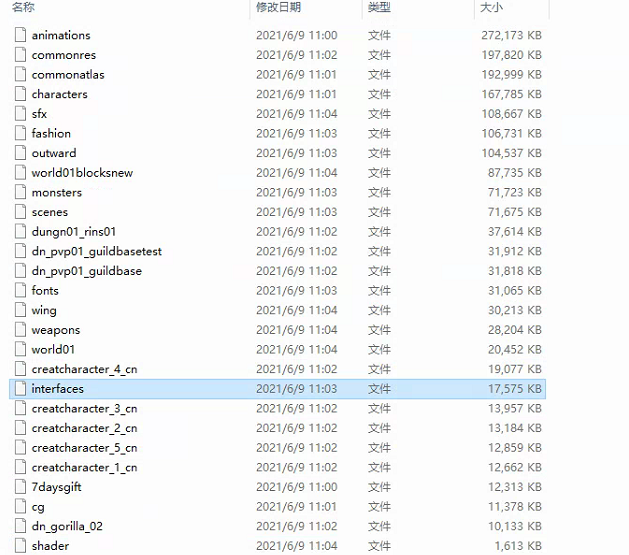 名称 修改日期 类型 大小
animations 2021/6/9 11:00 文件 272,173 KB
commonres 2021/6/9 11:02 文件 197,820 KB
commonatlas 2021/6/9 11:01 文件 192,999 KB
characters 2021/6/9 11:01 文件 167,785 KB
sfx 2021/6/9 11:04 文件 108,667 KB
fashion 2021/6/9 11:03 文件 106,731 KB
outward 2021/6/9 11:03 文件 104,537 KB
world01blocksnew 2021/6/9 11:04 文件 87,735 KB
monsters 2021/6/9 11:03 文件 71,723 KB
scenes 2021/6/9 11:03 文件 71,675 KB
dungn01_rins01 2021/6/9 11:02 文件 37,614 KB
dn_pvp01_guildbasetest 2021/6/9 11:02 文件 31,912 KB
dn_pvp01_guildbase 2021/6/9 11:02 文件 31,818 KB
fonts 2021/6/9 11:03 文件 31,065 KB
wing 2021/6/9 11:04 文件 30,213 KB
weapons 2021/6/9 11:04 文件 28,204 KB
world01 2021/6/9 11:04 文件 20,452 KB
creatcharacter_4_cn 2021/6/9 11:02 文件 19,077 KB
interfaces 2021/6/9 11:03 文件 17,575 KB
creatcharacter_3_cn 2021/6/9 11:02 文件 13,957 KB
creatcharacter_2_cn 2021/6/9 11:02 文件 13,184 KB
creatcharacter_5_cn 2021/6/9 11:02 文件 12,859 KB
creatcharacter_1_cn 2021/6/9 11:02 文件 12,662 KB
7daysgift 2021/6/9 11:00 文件 12,313 KB
cg 2021/6/9 11:01 文件 11,378 KB
dn_gorilla_02 2021/6/9 11:02 文件 10,133 KB
shader 2021/6/9 11:04 文件 1,613 KB